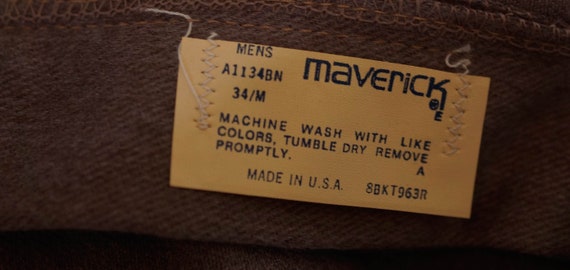 MENS
A1134BN maverick
34/M ® E
MACHINE WASH WITH LIKE
COLORS, TUMBLE DRY REMOVE
PROMPTLY. A
MADE IN U.S.A. 8BKT963R